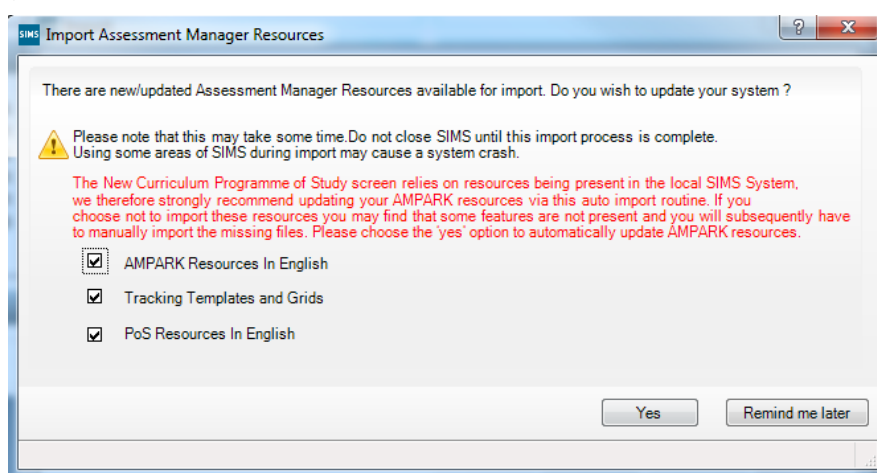 SIMS Import Assessment Manager Resources
There are new/updated Assessment Manager Resources available for import. Do you wish to update your system ?
Please note that this may take some time.Do not close SIMS until this import process is complete.
Using some areas of SIMS during import may cause a system crash.
The New Curriculum Programme of Study screen relies on resources being present in the local SIMS System,
we therefore strongly recommend updating your AMPARK resources via this auto import routine. If you
choose not to import these resources you may find that some features are not present and you will subsequently have
to manually import the missing files. Please choose the 'yes' option to automatically update AMPARK resources.
AMPARK Resources In English
Tracking Templates and Grids
PoS Resources In English
Yes Remind me later